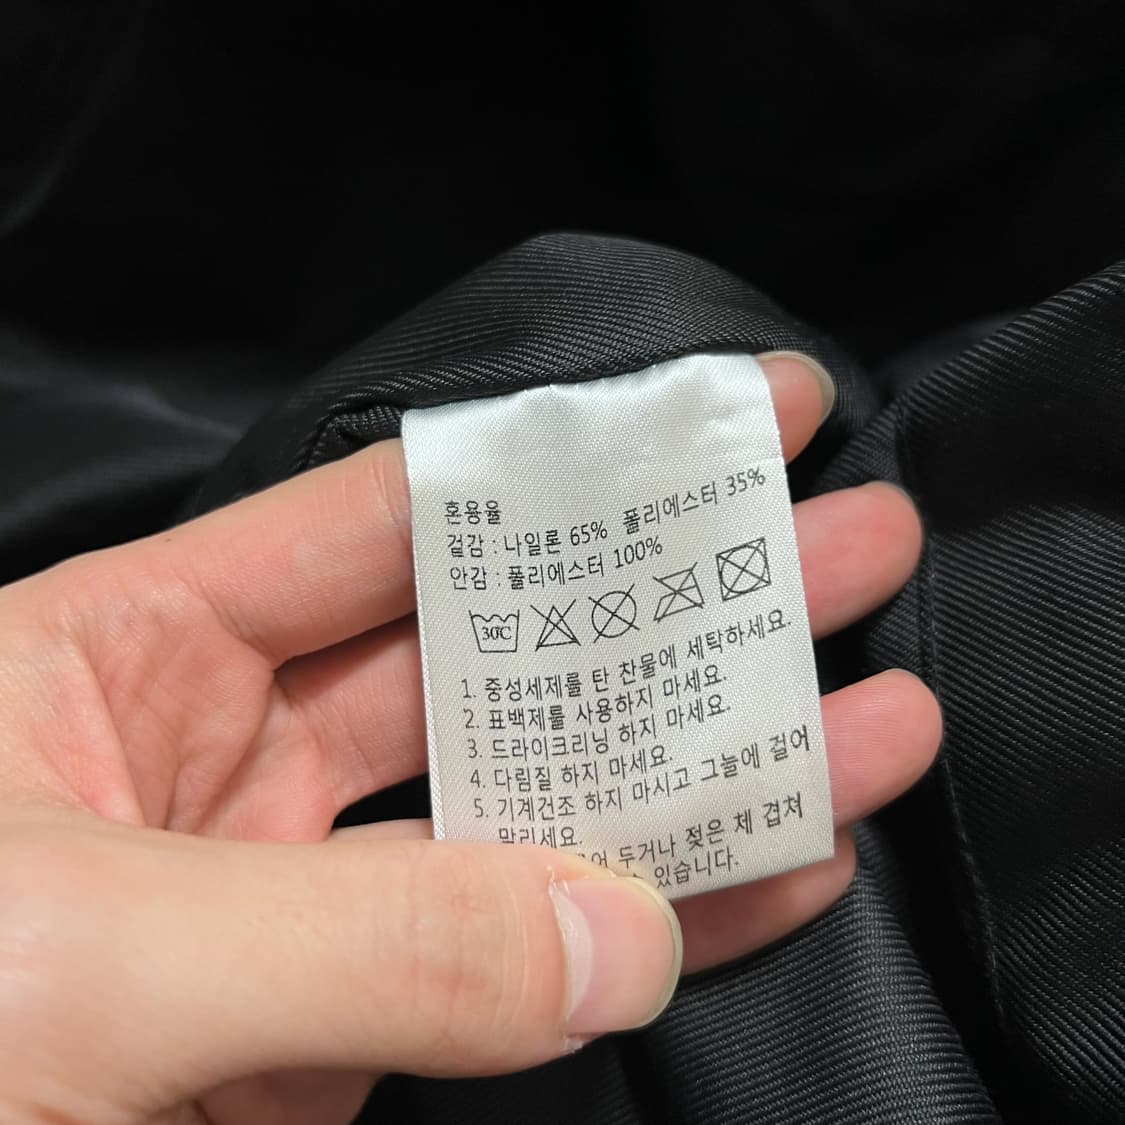 혼용율
겉감 : 나일론 65% 폴리에스터 35%
안감 : 폴리에스터 100%
30℃
1. 중성세제를 탄 찬물에 세탁하세요.
2. 표백제를 사용하지 마세요.
3. 드라이크리닝 하지 마세요.
4. 다림질 하지 마세요.
5. 기계건조 하지 마시고 그늘에 걸어
말리세요.
두거나 젖은 체 겹쳐
있습니다.